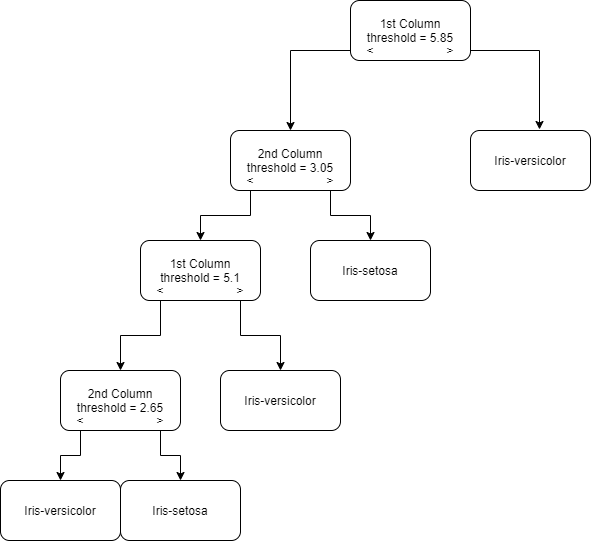 1st Column
threshold = 5.85
< >
2nd Column
threshold = 3.05
< >
Iris-versicolor
1st Column
threshold = 5.1
< >
Iris-setosa
2nd Column
threshold = 2.65
< >
Iris-versicolor
Iris-versicolor
Iris-setosa